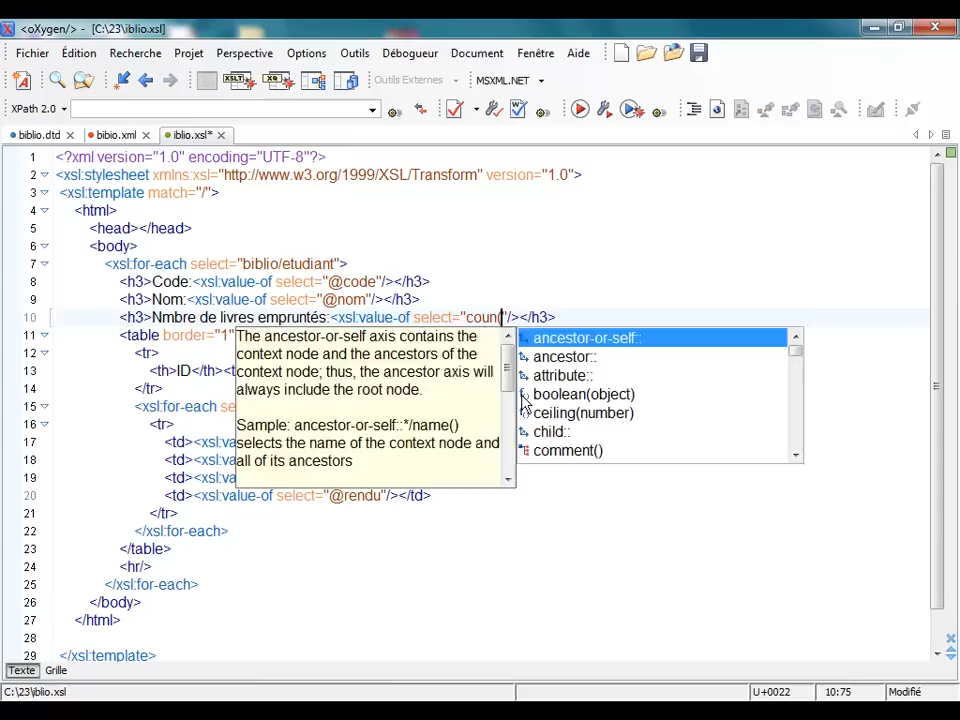 <oXygen/> - [C:\23\iblio.xsl]
Fichier Édition Recherche Projet Perspective Options Outils Débogueur Document Fenêtre Aide
Outils Externes MSXML.NET
XPath 2.0
biblio.dtd bibio.xml iblio.xsl*
1 <?xml version="1.0" encoding="UTF-8"?>
2 <xsl:stylesheet xmlns:xsl="http://www.w3.org/1999/XSL/Transform" version="1.0">
3 <xsl:template match="/">
4 <html>
5 <head></head>
6 <body>
7 <xsl:for-each select="biblio/etudiant">
8 <h3>Code:<xsl:value-of select="@code"/></h3>
9 <h3>Nom:<xsl:value-of select="@nom"/></h3>
10 <h3>Nmbre de livres empruntés:<xsl:value-of select="coun("/></h3>
11 <table border="1"
12 <tr>
13 <th>ID</th><t
14 </tr>
15 <xsl:for-each se
16 <tr>
17 <td><xsl:va
18 <td><xsl:va
19 <td><xsl:va
20 <td><xsl:value-of select="@rendu"/></td>
21 </tr>
22 </xsl:for-each>
23 </table>
24 <hr/>
25 </xsl:for-each>
26 </body>
27 </html>
28
29 </xsl:template>
The ancestor-or-self axis contains the
context node and the ancestors of the
context node; thus, the ancestor axis will
always include the root node.
Sample: ancestor-or-self::*/name()
selects the name of the context node and
all of its ancestors
ancestor-or-self::
ancestor::
attribute::
boolean(object)
ceiling(number)
child::
comment()
Texte Grille
C:\23\iblio.xsl U+0022 10:75 Modifié